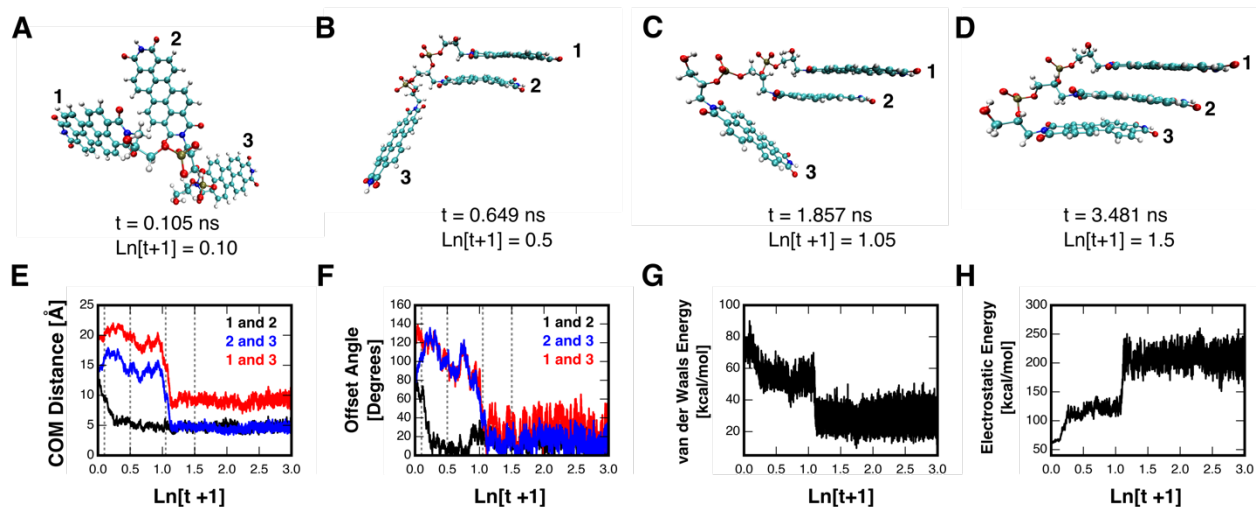 A
1
2
3
t = 0.105 ns
Ln[t+1] = 0.10
B
1
2
3
t = 0.649 ns
Ln[t+1] = 0.5
C
1
2
3
t = 1.857 ns
Ln[t +1] = 1.05
D
1
2
3
t = 3.481 ns
Ln[t+1] = 1.5
E
COM Distance [Å]
25
20
15
10
5
0
1 and 2
2 and 3
1 and 3
0.0 0.5 1.0 1.5 2.0 2.5 3.0
Ln[t +1]
F
Offset Angle
[Degrees]
160
140
120
100
80
60
40
20
0
1 and 2
2 and 3
1 and 3
0.0 0.5 1.0 1.5 2.0 2.5 3.0
Ln[t +1]
G
van der Waals Energy
[kcal/mol]
100
80
60
40
20
0.0 0.5 1.0 1.5 2.0 2.5 3.0
Ln[t+1]
H
Electrostatic Energy
[kcal/mol]
300
250
200
150
100
50
0.0 0.5 1.0 1.5 2.0 2.5 3.0
Ln[t +1]